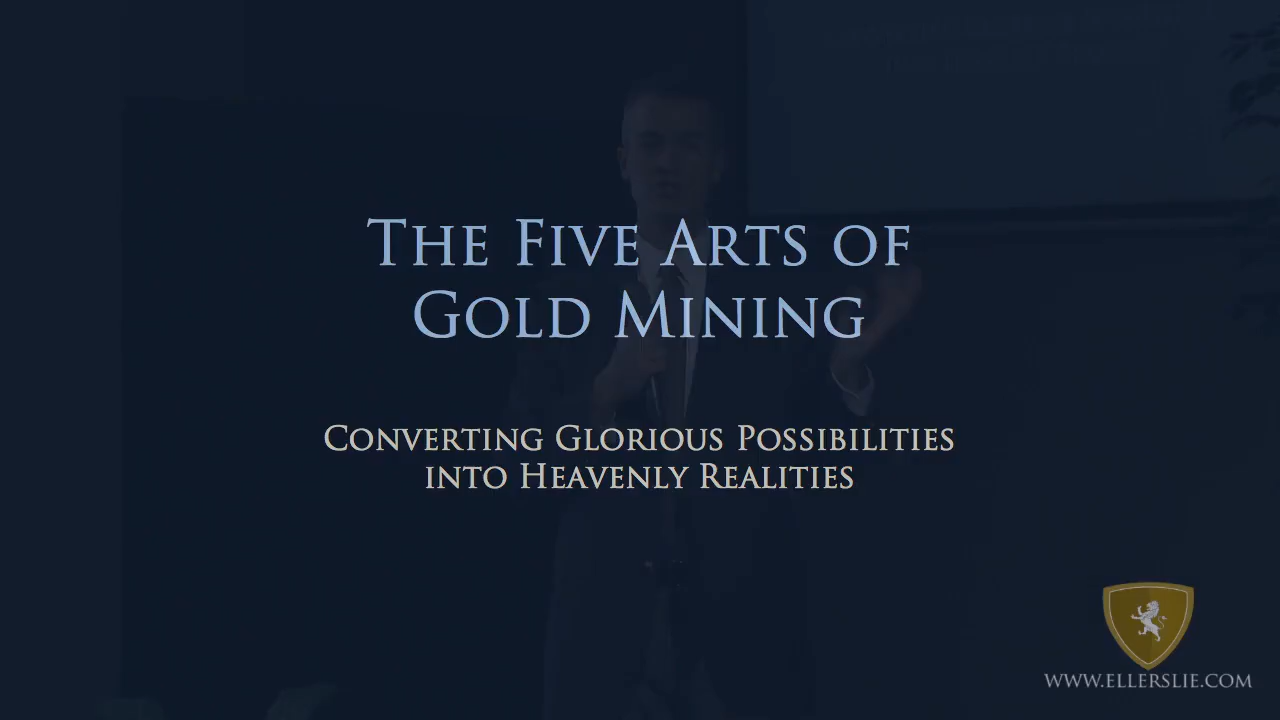 The Five Arts of
Gold Mining
Converting Glorious Possibilities
into Heavenly Realities
www.ellerslie.com